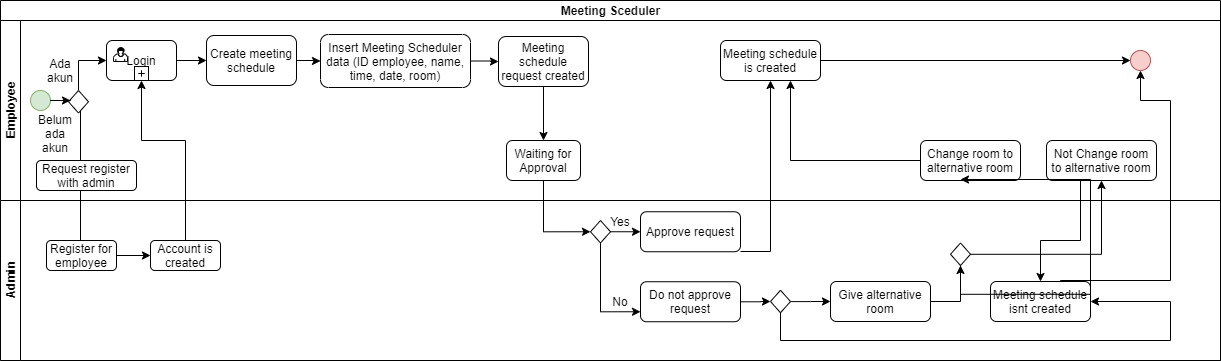 Meeting Sceduler
Employee
Ada
akun
Belum
ada
akun
Login
Create meeting
schedule
Insert Meeting Scheduler
data (ID employee, name,
time, date, room)
Meeting
schedule
request created
Meeting schedule
is created
Waiting for
Approval
Change room to
alternative room
Not Change room
to alternative room
Request register
with admin
Admin
Register for
employee
Account is
created
Yes
Approve request
No
Do not approve
request
Give alternative
room
Meeting schedule
isnt created